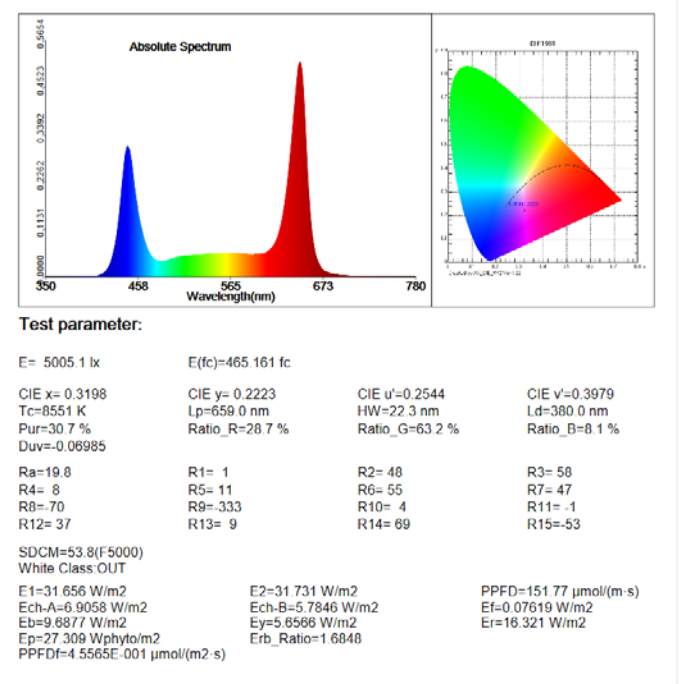 Absolute Spectrum
0.5654
0.4523
0.3392
0.2262
0.1131
0.0000
350 458 565 673 780
Wavelength(nm)
Test parameter:
E= 5005.1 lx E(fc)=465.161 fc
CIE x= 0.3198 CIE y= 0.2223 CIE u'=0.2544 CIE v'=0.3979
Tc=8551 K Lp=659.0 nm HW=22.3 nm Ld=380.0 nm
Pur=30.7 % Ratio_R=28.7 % Ratio_G=63.2 % Ratio_B=8.1 %
Duv=-0.06985
Ra=19.8 R1= 1 R2= 48 R3= 58
R4= 8 R5= 11 R6= 55 R7= 47
R8=-70 R9=-333 R10= 4 R11= -1
R12= 37 R13= 9 R14= 69 R15=-53
SDCM=53.8(F5000)
White Class:OUT
E1=31.656 W/m2 E2=31.731 W/m2 PPFD=151.77 μmol/(m·s)
Ech-A=6.9058 W/m2 Ech-B=5.7846 W/m2 Ef=0.07619 W/m2
Eb=9.6877 W/m2 Ey=5.6566 W/m2 Er=16.321 W/m2
Ep=27.309 Wphyto/m2 Erb_Ratio=1.6848
PPFDf=4.5565E-001 μmol/(m2·s)